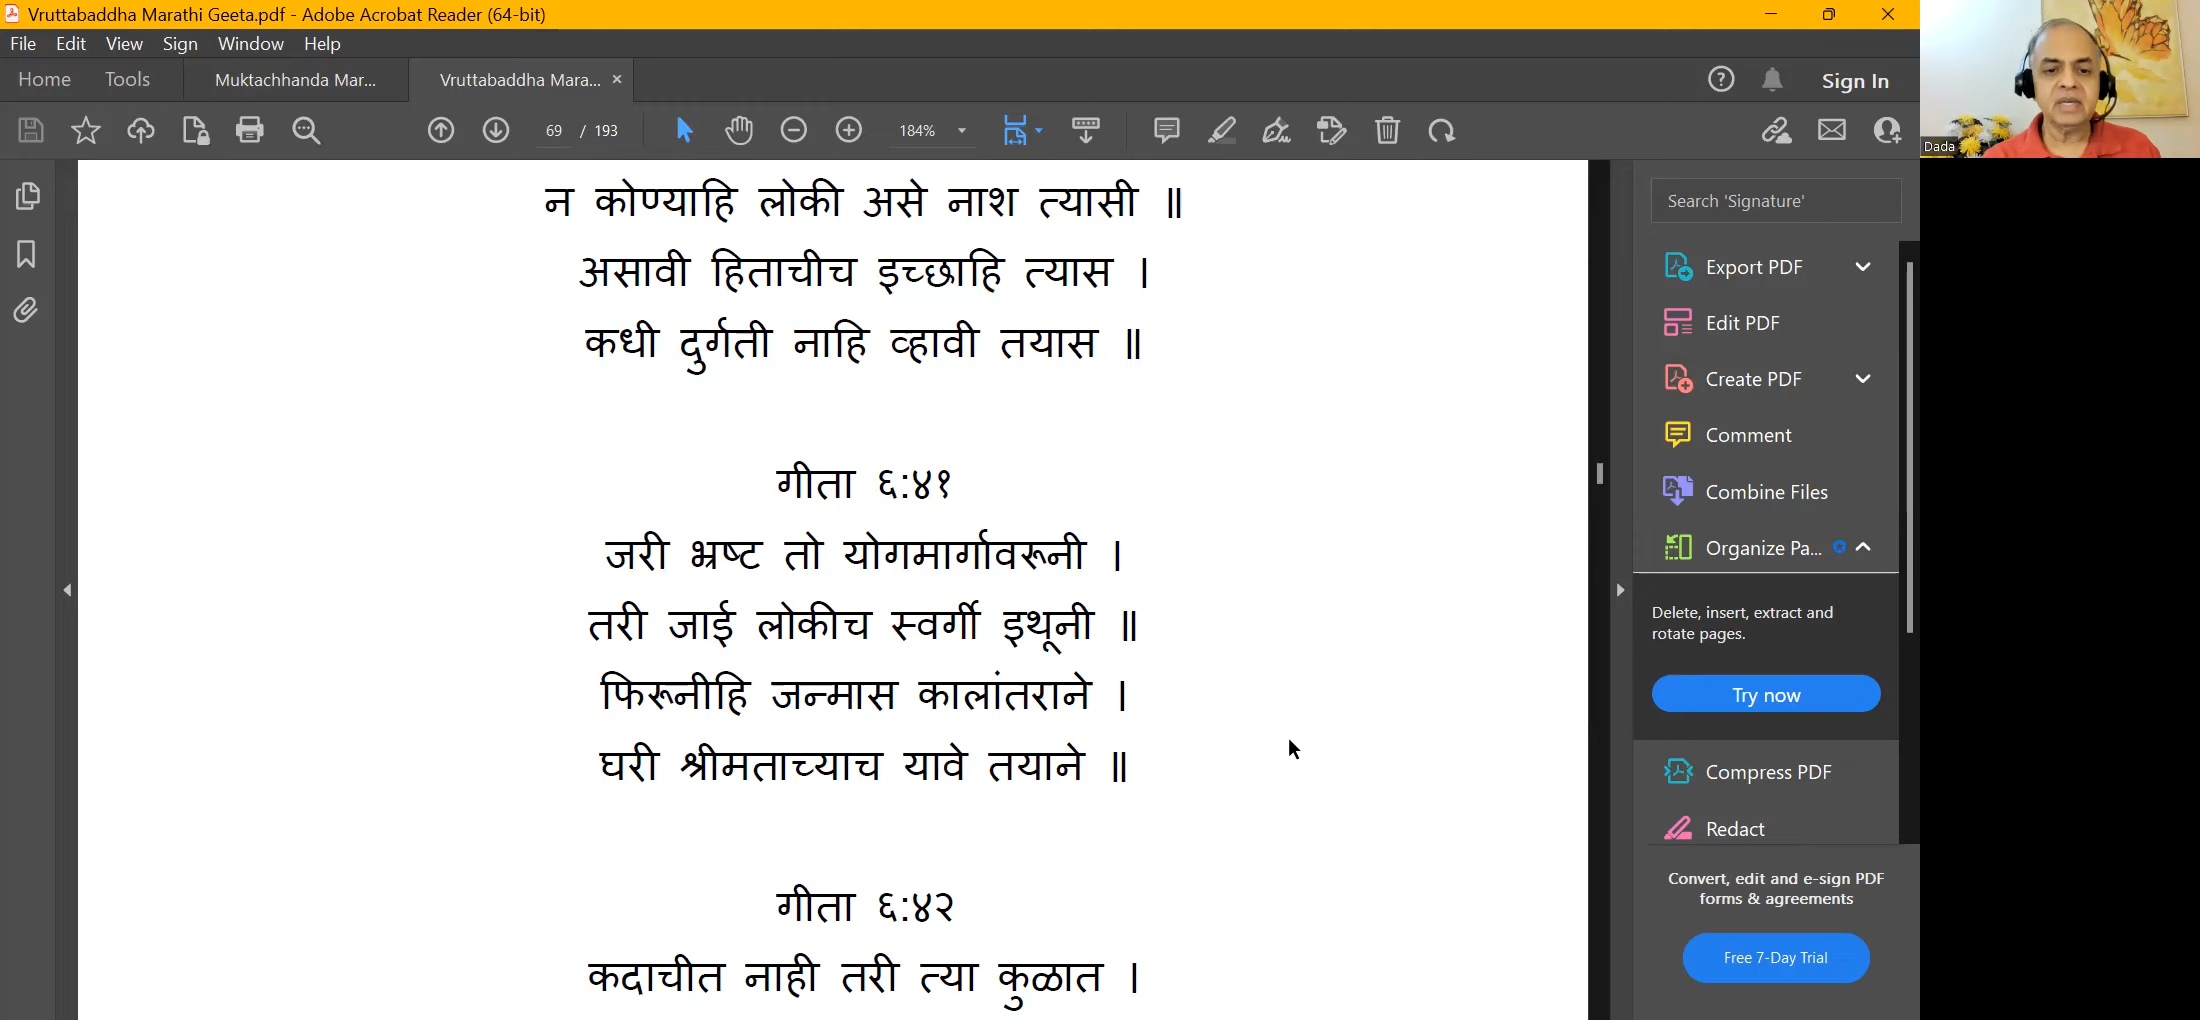 Vruttabaddha Marathi Geeta.pdf - Adobe Acrobat Reader (64-bit)
File Edit View Sign Window Help
Home Tools Muktachhanda Mar... Vruttabaddha Mara... × Sign In
69 / 193 184%
Dada
न कोण्याहि लोकी असे नाश त्यासी ॥
असावी हिताचीच इच्छाहि त्यास ।
कधी दुर्गती नाहि व्हावी तयास ॥
गीता ६:४१
जरी भ्रष्ट तो योगमार्गावरूनी ।
तरी जाई लोकीच स्वर्गी इथूनी ॥
फिरूनीहि जन्मास कालांतराने ।
घरी श्रीमताच्याच यावे तयाने ॥
गीता ६:४२
कदाचीत नाही तरी त्या कुळात ।
Search 'Signature'
Export PDF
Edit PDF
Create PDF
Comment
Combine Files
Organize Pa...
Delete, insert, extract and
rotate pages.
Try now
Compress PDF
Redact
Convert, edit and e-sign PDF
forms & agreements
Free 7-Day Trial